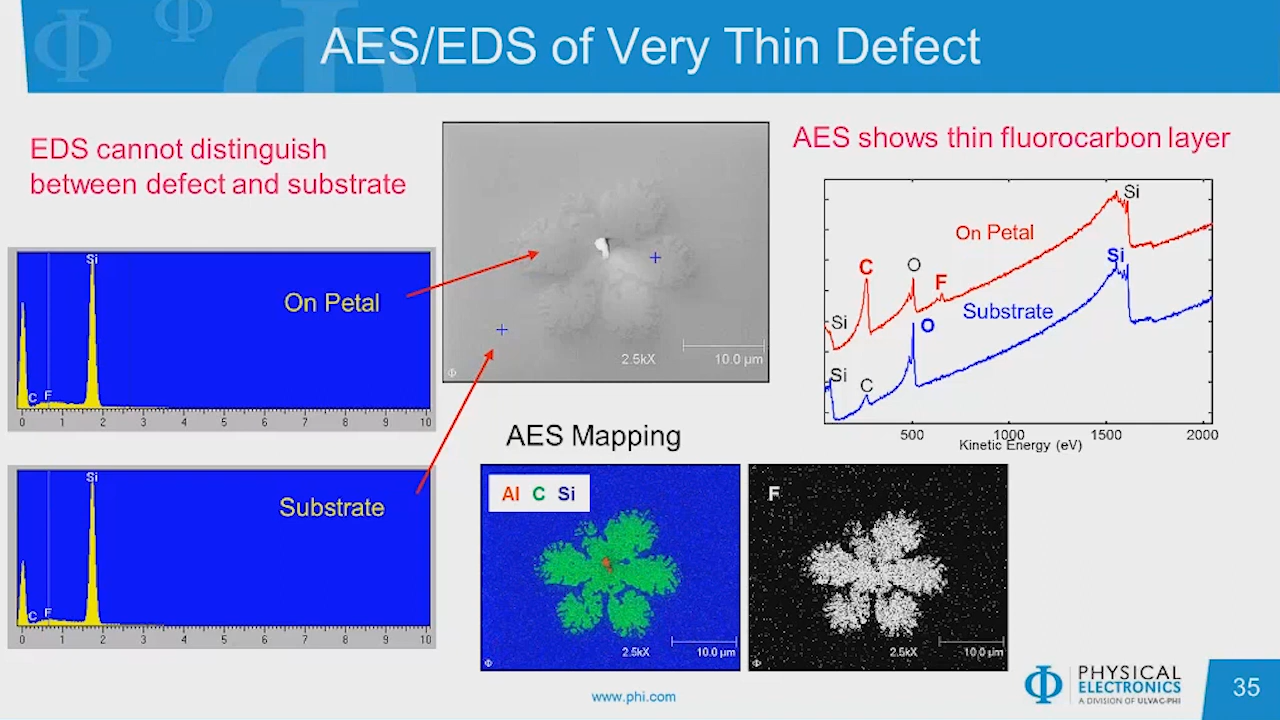 AES/EDS of Very Thin Defect
EDS cannot distinguish
between defect and substrate
AES shows thin fluorocarbon layer
Si
On Petal
C F
0 1 2 3 4 5 6 7 8 9 10
Si
Substrate
C F
0 1 2 3 4 5 6 7 8 9 10
2.5kX 10.0 µm
Φ
Si
On Petal
C O F
Si
Si
Substrate
O
Si
C
500 1000 1500 2000
Kinetic Energy (eV)
AES Mapping
Al C Si
2.5kX 10.0 µm
Φ
F
2.5kX 10.0 µm
Φ
www.phi.com
PHYSICAL
ELECTRONICS
A DIVISION OF ULVAC-PHI
35